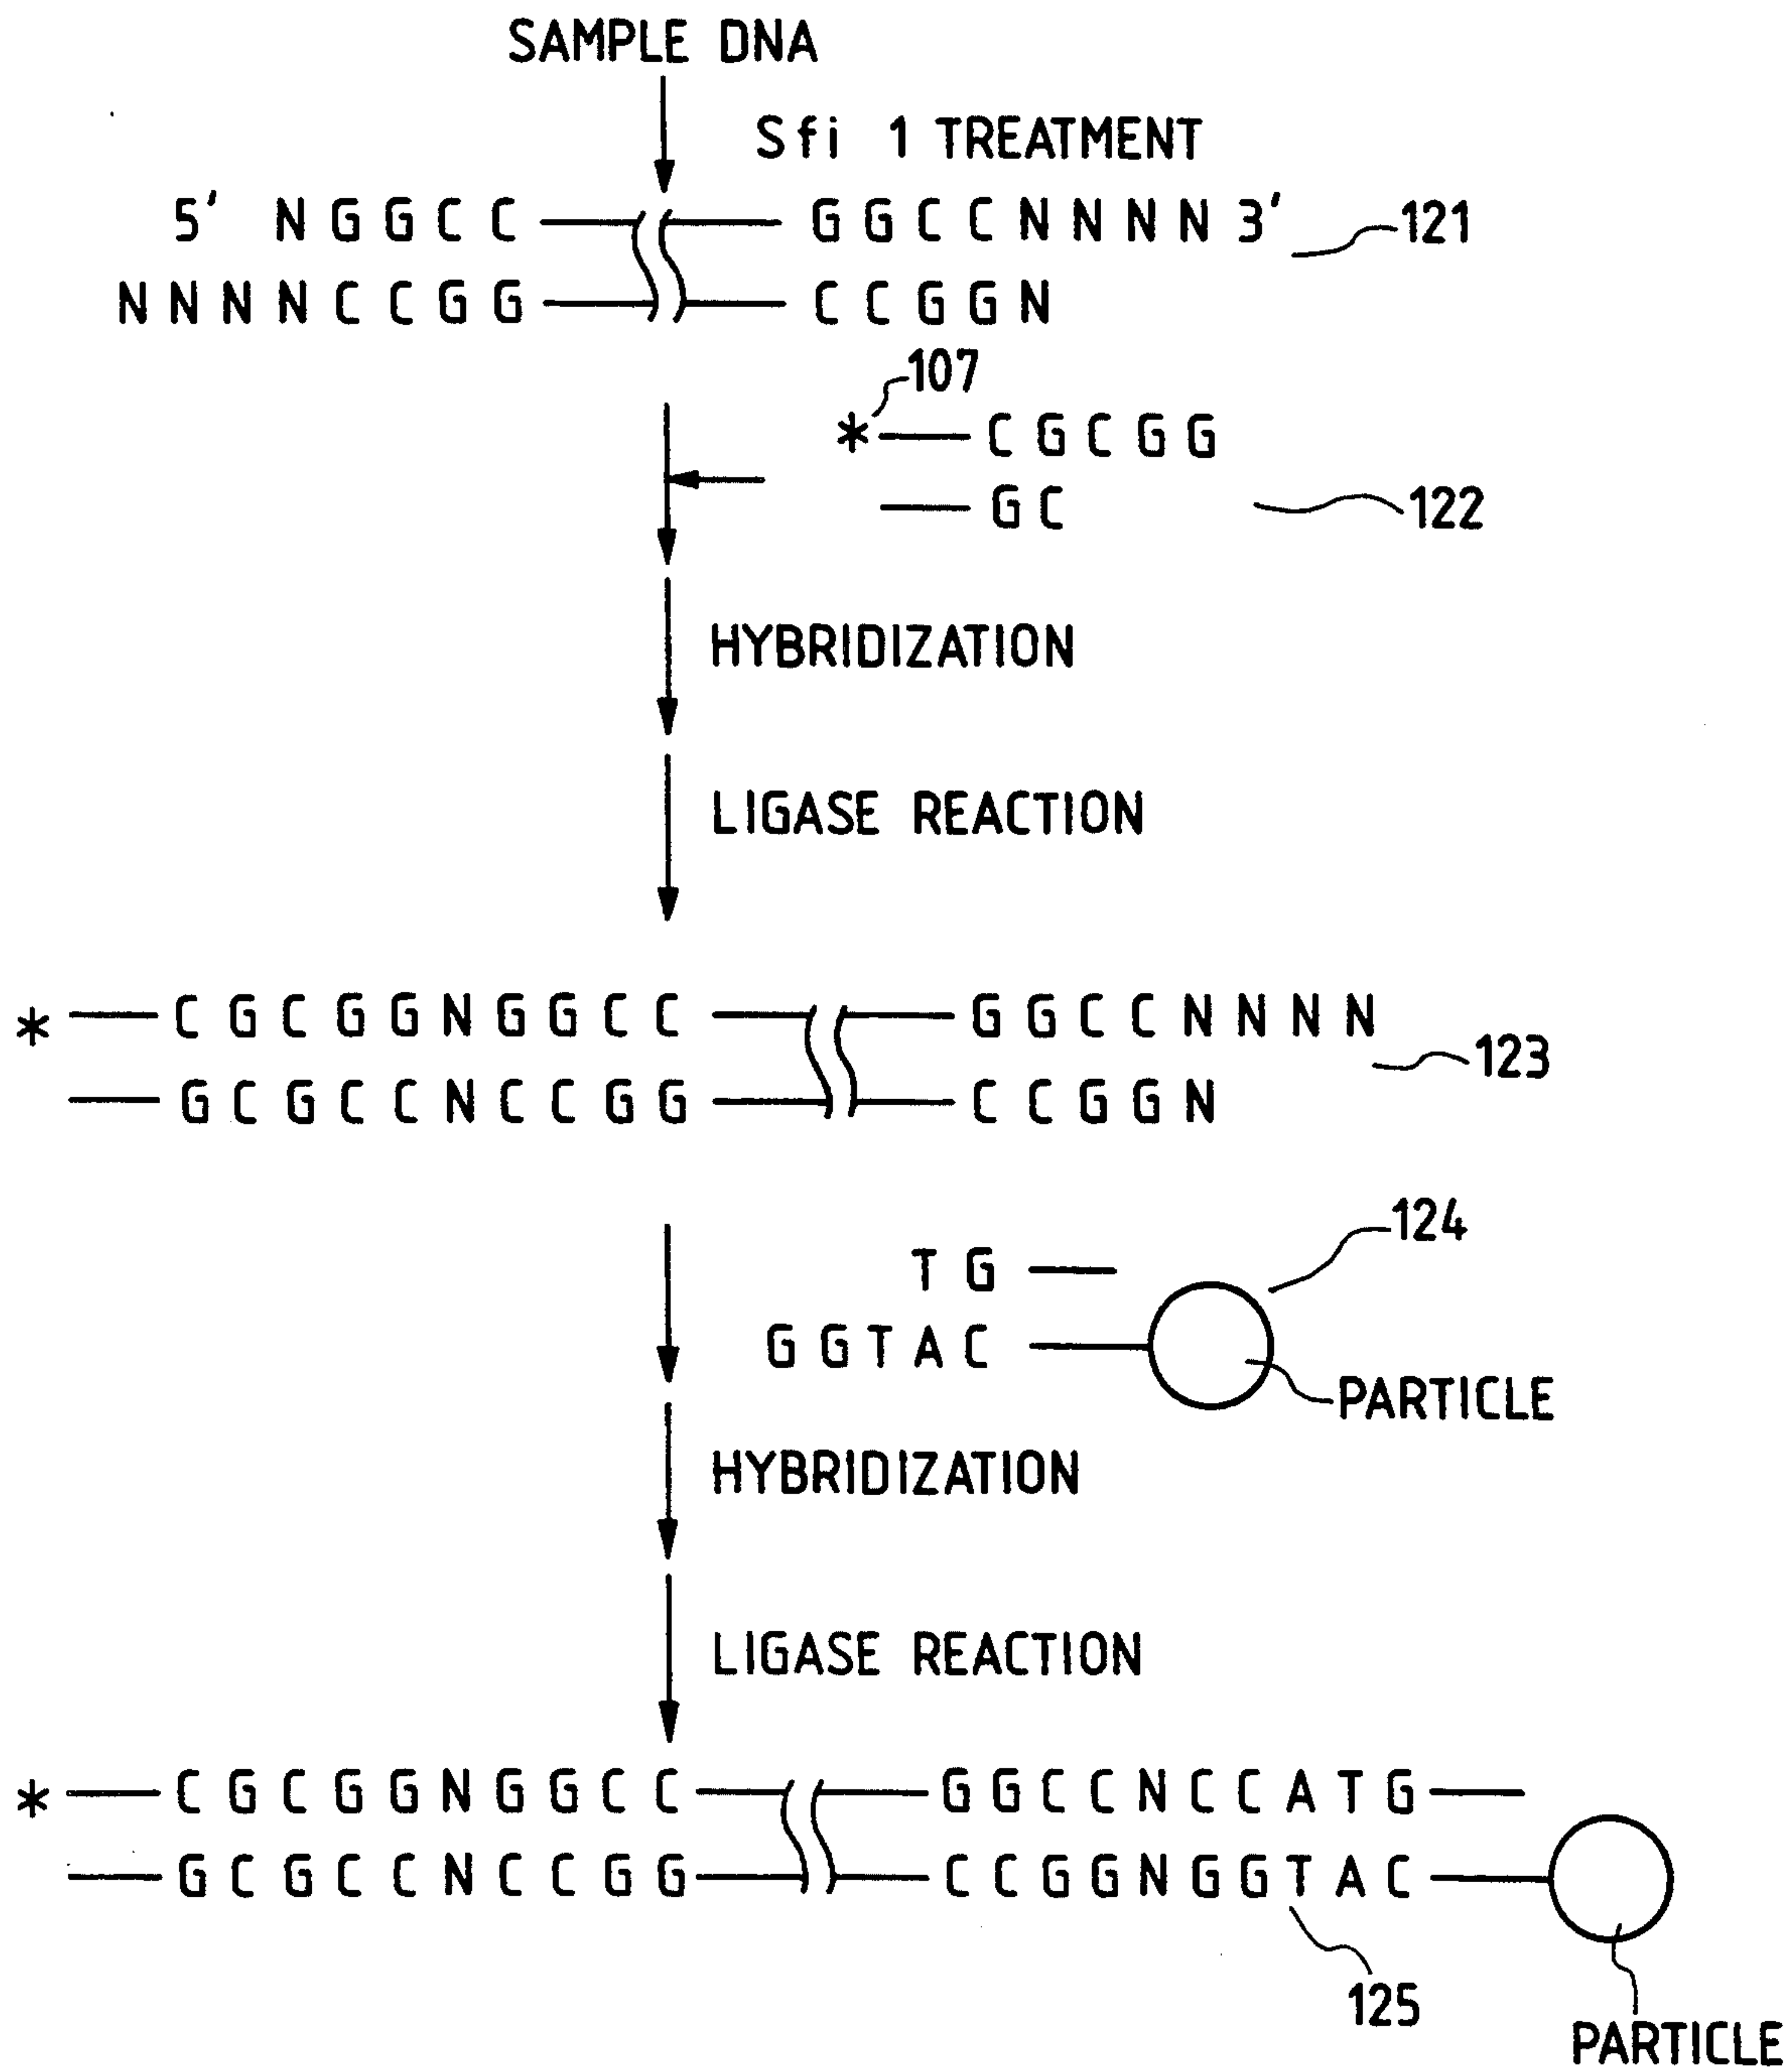 SAMPLE DNA
Sfi 1 TREATMENT
5' N G G C C G G C C N N N N 3' 121
N N N N C C G G C C G G N
107
* C G C G G
G C 122
HYBRIDIZATION
LIGASE REACTION
* C G C G G N G G C C G G C C N N N N
123
G C G C C N C C G G C C G G N
124
T G
G G T A C
PARTICLE
HYBRIDIZATION
LIGASE REACTION
* C G C G G N G G C C G G C C N C C A T G
G C G C C N C C G G C C G G N G G T A C
125
PARTICLE